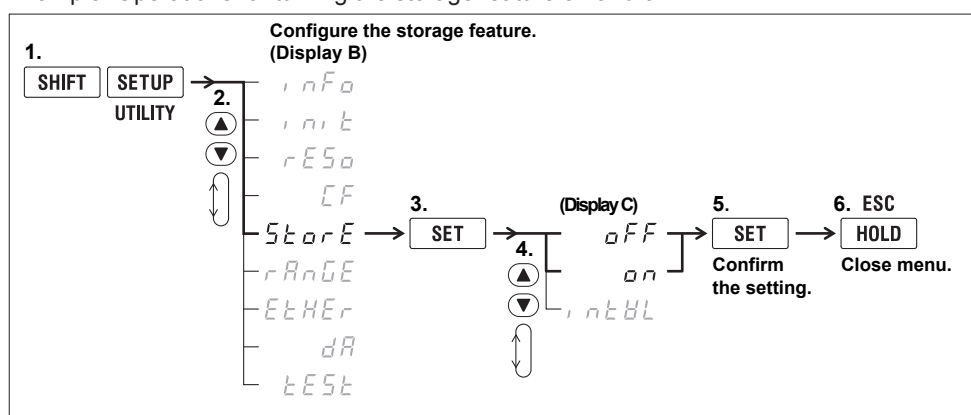 Configure the storage feature.
(Display B)
1.
SHIFT SETUP
UTILITY
2.
inFo
init
rESo
CF
StorE
rAnGE
EtHEr
dA
tESt
3.
SET
4.
(Display C)
oFF
on
intVAL
5.
SET
Confirm
the setting.
6. ESC
HOLD
Close menu.